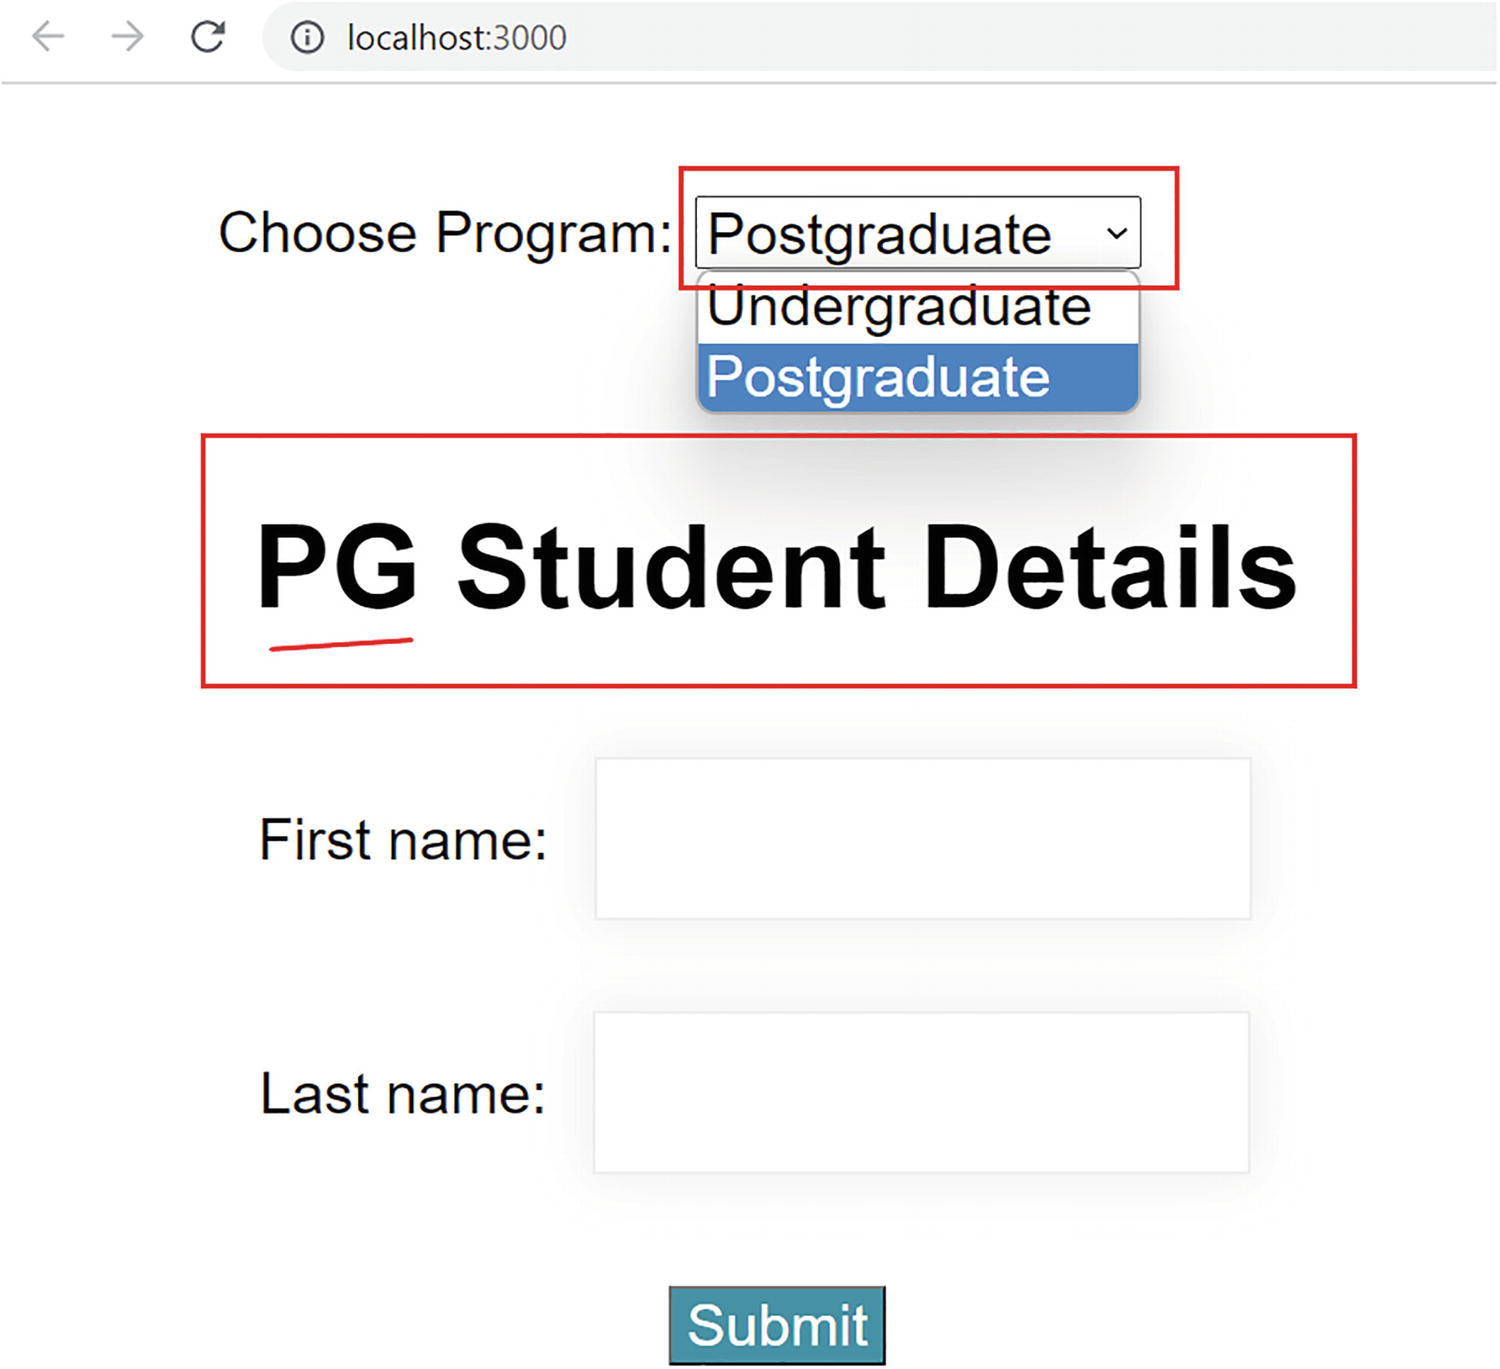 localhost:3000
Choose Program: Postgraduate
Undergraduate
Postgraduate
PG Student Details
First name:
Last name:
Submit